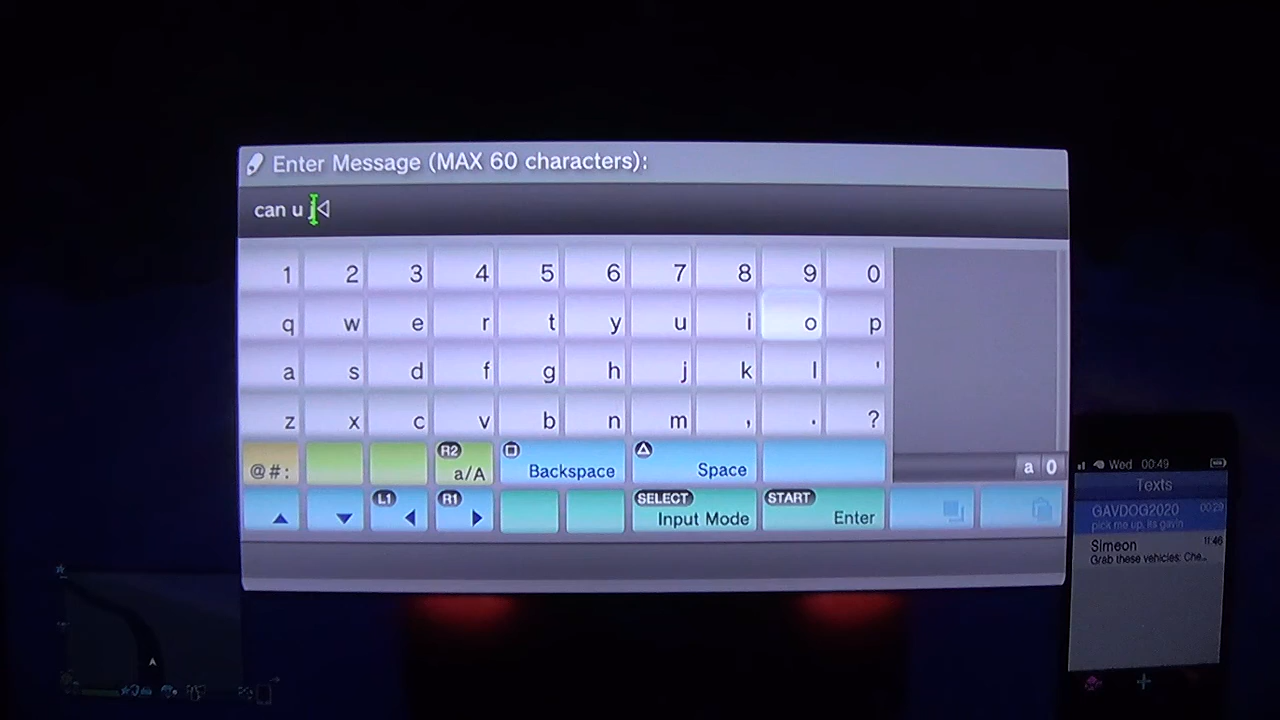 Enter Message (MAX 60 characters):
can u j
1 2 3 4 5 6 7 8 9 0
q w e r t y u i o p
a s d f g h j k l '
z x c v b n m , . ?
@#: R2 a/A Backspace Space
a 0
L1 R1 SELECT Input Mode START Enter
Wed 00:49
Texts
GAVDOG2020 00:29
pick me up, its gavin
Simeon 11:46
Grab these vehicles: Che...